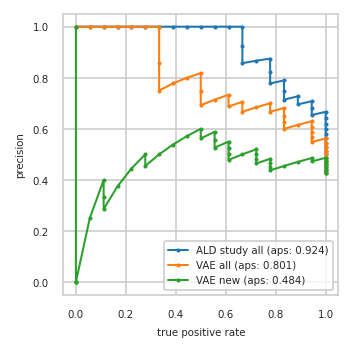 1.0
0.8
0.6
0.4
0.2
0.0
precision
ALD study all (aps: 0.924)
VAE all (aps: 0.801)
VAE new (aps: 0.484)
0.0 0.2 0.4 0.6 0.8 1.0
true positive rate